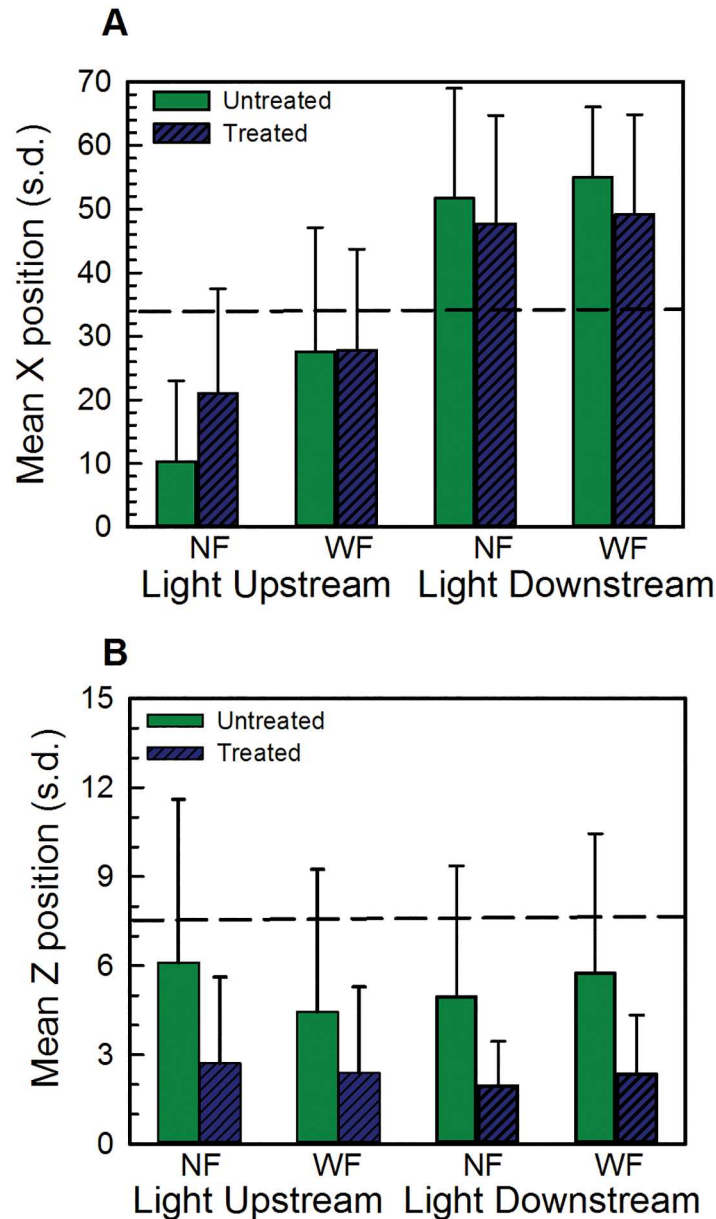 A
Mean X position (s.d.)
70
60
50
40
30
20
10
0
Untreated
Treated
NF WF NF WF
Light Upstream Light Downstream
B
Mean Z position (s.d.)
15
12
9
6
3
0
Untreated
Treated
NF WF NF WF
Light Upstream Light Downstream